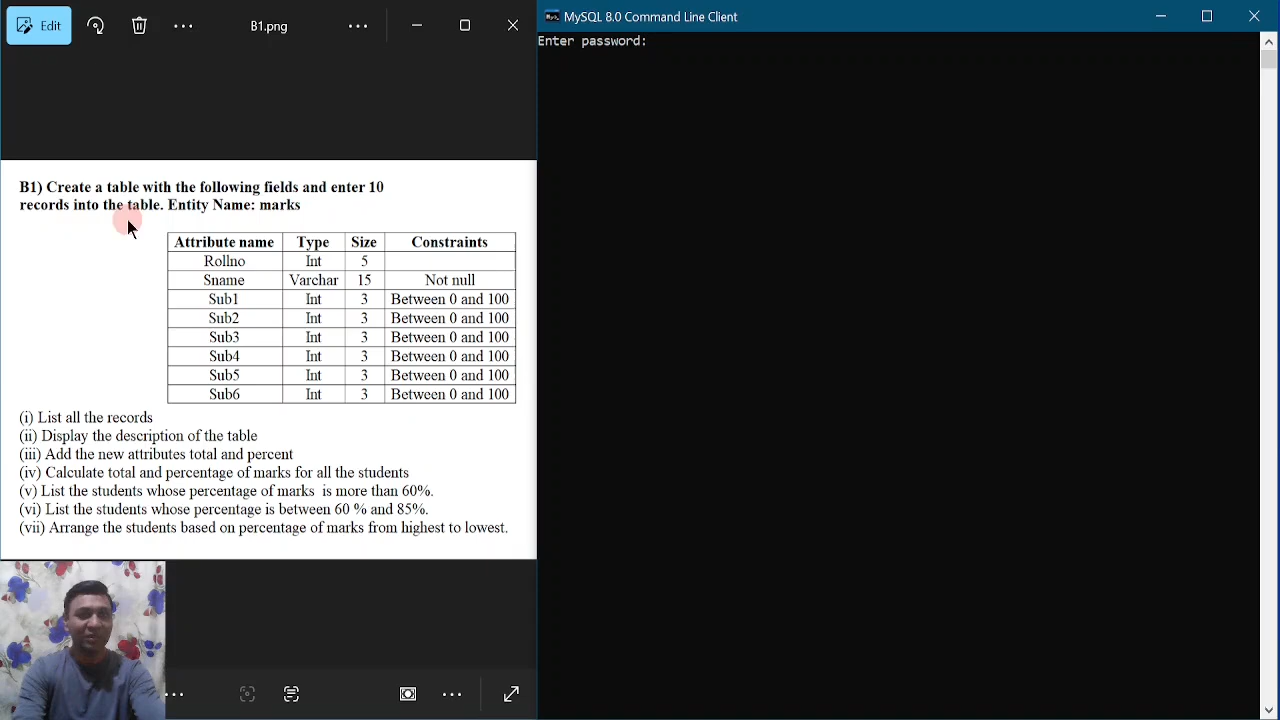 Edit
B1.png
MySQL 8.0 Command Line Client
Enter password:
B1) Create a table with the following fields and enter 10
records into the table. Entity Name: marks
Attribute name Type Size Constraints
Rollno Int 5
Sname Varchar 15 Not null
Sub1 Int 3 Between 0 and 100
Sub2 Int 3 Between 0 and 100
Sub3 Int 3 Between 0 and 100
Sub4 Int 3 Between 0 and 100
Sub5 Int 3 Between 0 and 100
Sub6 Int 3 Between 0 and 100
(i) List all the records
(ii) Display the description of the table
(iii) Add the new attributes total and percent
(iv) Calculate total and percentage of marks for all the students
(v) List the students whose percentage of marks is more than 60%.
(vi) List the students whose percentage is between 60 % and 85%.
(vii) Arrange the students based on percentage of marks from highest to lowest.